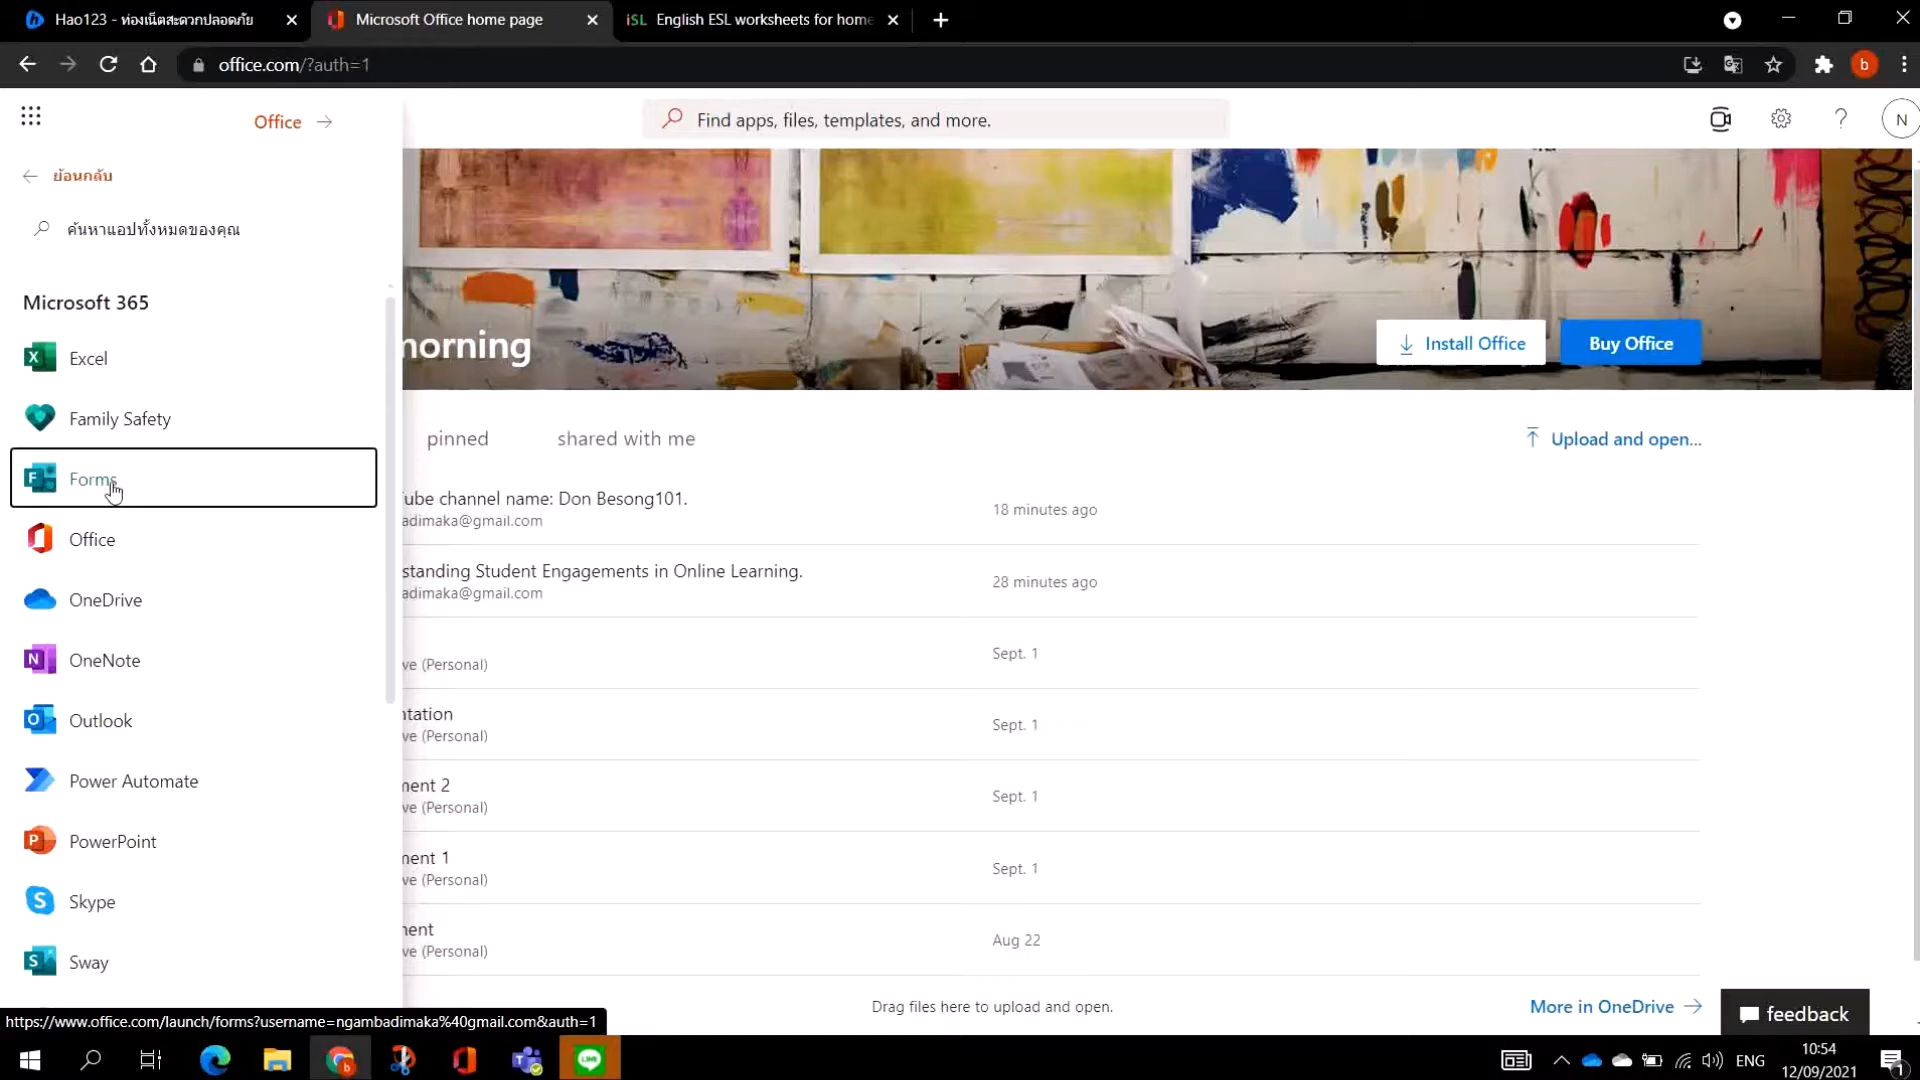 Hao123 - ท่องเน็ตสะดวกปลอดภัย
Microsoft Office home page
iSL English ESL worksheets for home
office.com/?auth=1
b
Office
Find apps, files, templates, and more.
N
ย้อนกลับ
ค้นหาแอปทั้งหมดของคุณ
Microsoft 365
morning
Install Office
Buy Office
Excel
Family Safety
Forms
Office
OneDrive
OneNote
Outlook
Power Automate
PowerPoint
Skype
Sway
pinned
shared with me
Upload and open...
ube channel name: Don Besong101.
adimaka@gmail.com
18 minutes ago
standing Student Engagements in Online Learning.
adimaka@gmail.com
28 minutes ago
ve (Personal)
Sept. 1
ntation
ve (Personal)
Sept. 1
ment 2
ve (Personal)
Sept. 1
ment 1
ve (Personal)
Sept. 1
ment
ve (Personal)
Aug 22
Drag files here to upload and open.
More in OneDrive
feedback
https://www.office.com/launch/forms?username=ngambadimaka%40gmail.com&auth=1
ENG
10:54
12/09/2021
1